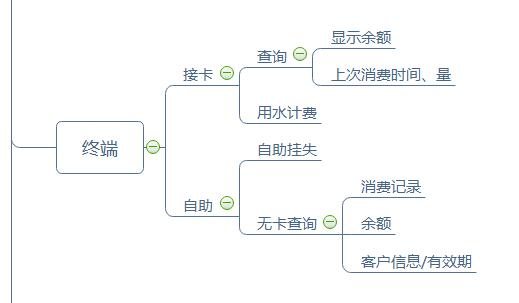 显示余额
查询
上次消费时间、量
接卡
用水计费
终端
自助挂失
消费记录
自助
无卡查询
余额
客户信息/有效期